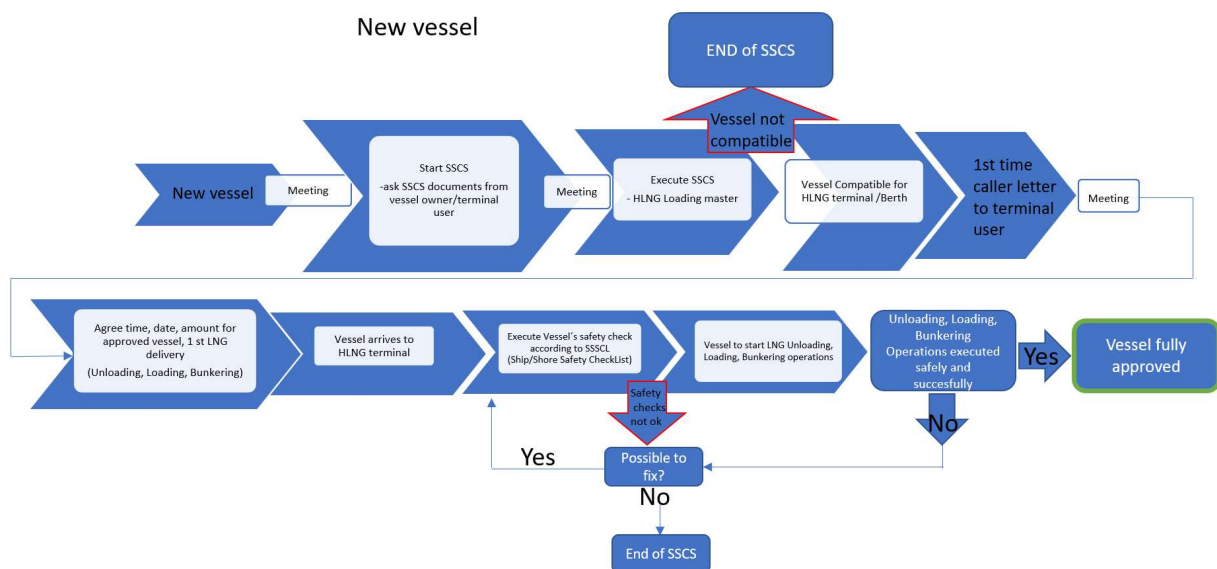 New vessel
END of SSCS
Vessel not
compatible
New vessel
Meeting
Start SSCS
-ask SSCS documents from
vessel owner/terminal
user
Meeting
Execute SSCS
- HLNG Loading master
Vessel Compatible for
HLNG terminal /Berth
1st time
caller letter
to terminal
user
Meeting
Agree time, date, amount for
approved vessel, 1 st LNG
delivery
(Unloading, Loading, Bunkering)
Vessel arrives to
HLNG terminal
Execute Vessel´s safety check
according to SSSCL
(Ship/Shore Safety CheckList)
Vessel to start LNG Unloading,
Loading, Bunkering operations
Unloading, Loading,
Bunkering
Operations executed
safely and
succesfully
Yes
Vessel fully
approved
Safety
checks
not ok
No
Yes
Possible to
fix?
No
End of SSCS